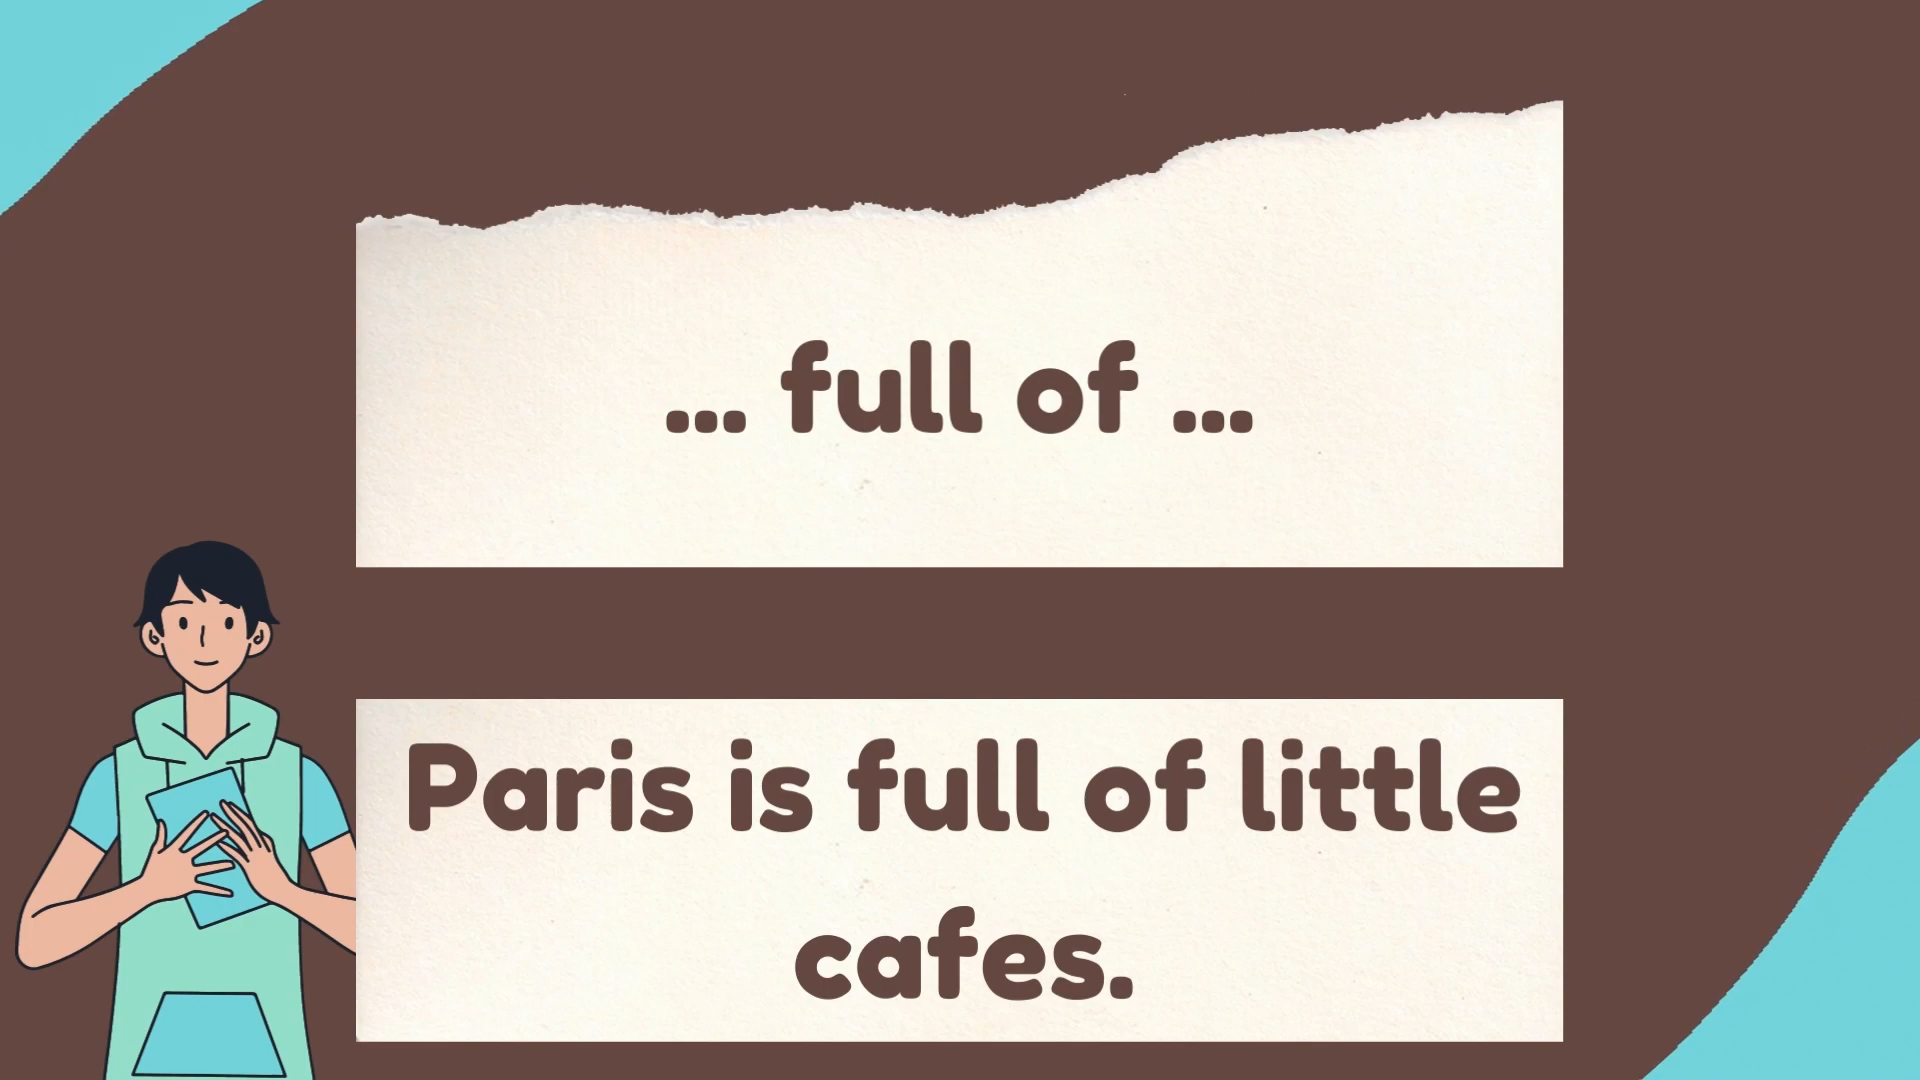 ... full of ...
Paris is full of little
cafes.